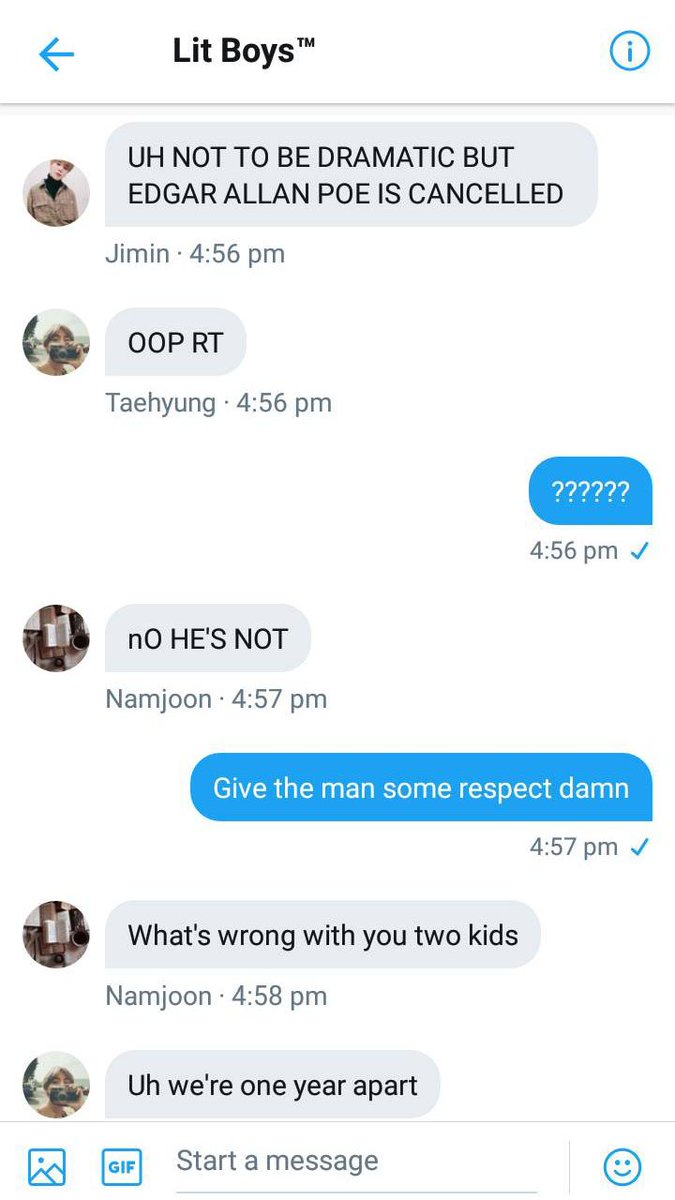 Lit Boys™
UH NOT TO BE DRAMATIC BUT
EDGAR ALLAN POE IS CANCELLED
Jimin · 4:56 pm
OOP RT
Taehyung · 4:56 pm
??????
4:56 pm ✓
nO HE'S NOT
Namjoon · 4:57 pm
Give the man some respect damn
4:57 pm ✓
What's wrong with you two kids
Namjoon · 4:58 pm
Uh we're one year apart
GIF
Start a message